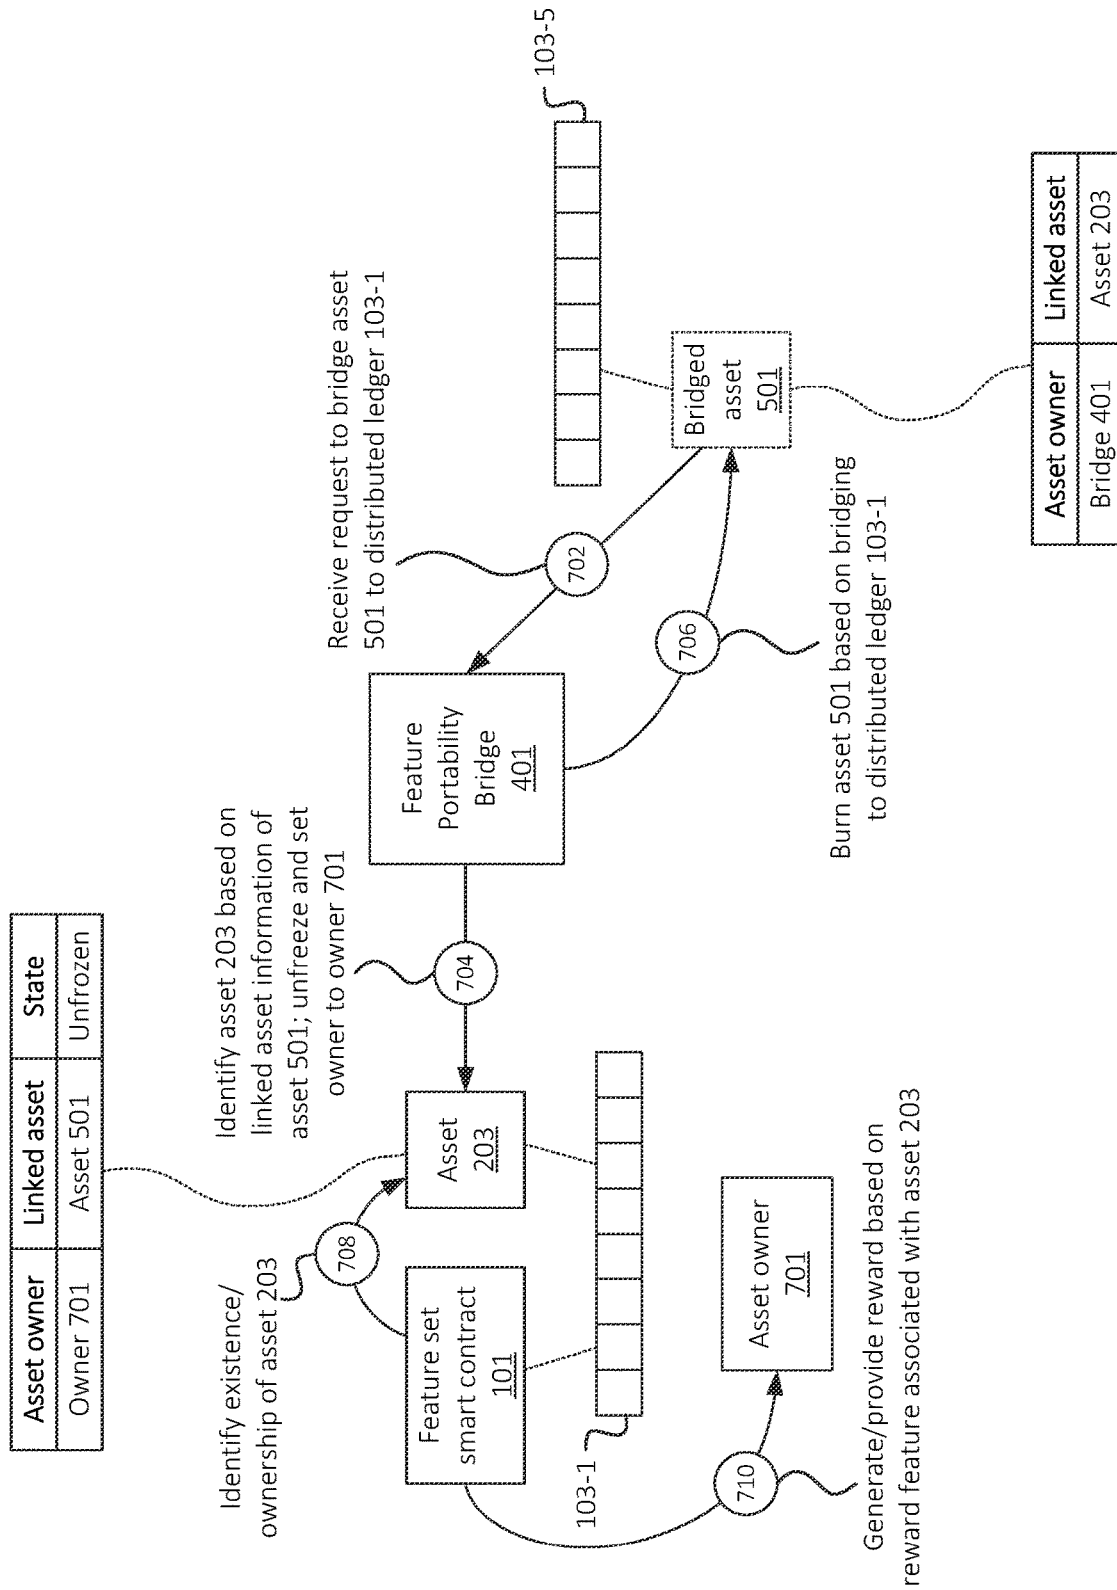 Asset owner Linked asset State
Owner 701 Asset 501 Unfrozen
Identify existence/
ownership of asset 203
708
Feature set
smart contract
101
Asset
203
103-1
710
Asset owner
701
Generate/provide reward based on
reward feature associated with asset 203
Identify asset 203 based on
linked asset information of
asset 501; unfreeze and set
owner to owner 701
704
Feature
Portability
Bridge
401
Receive request to bridge asset
501 to distributed ledger 103-1
702
706
Burn asset 501 based on bridging
to distributed ledger 103-1
103-5
Bridged
asset
501
Asset owner Linked asset
Bridge 401 Asset 203